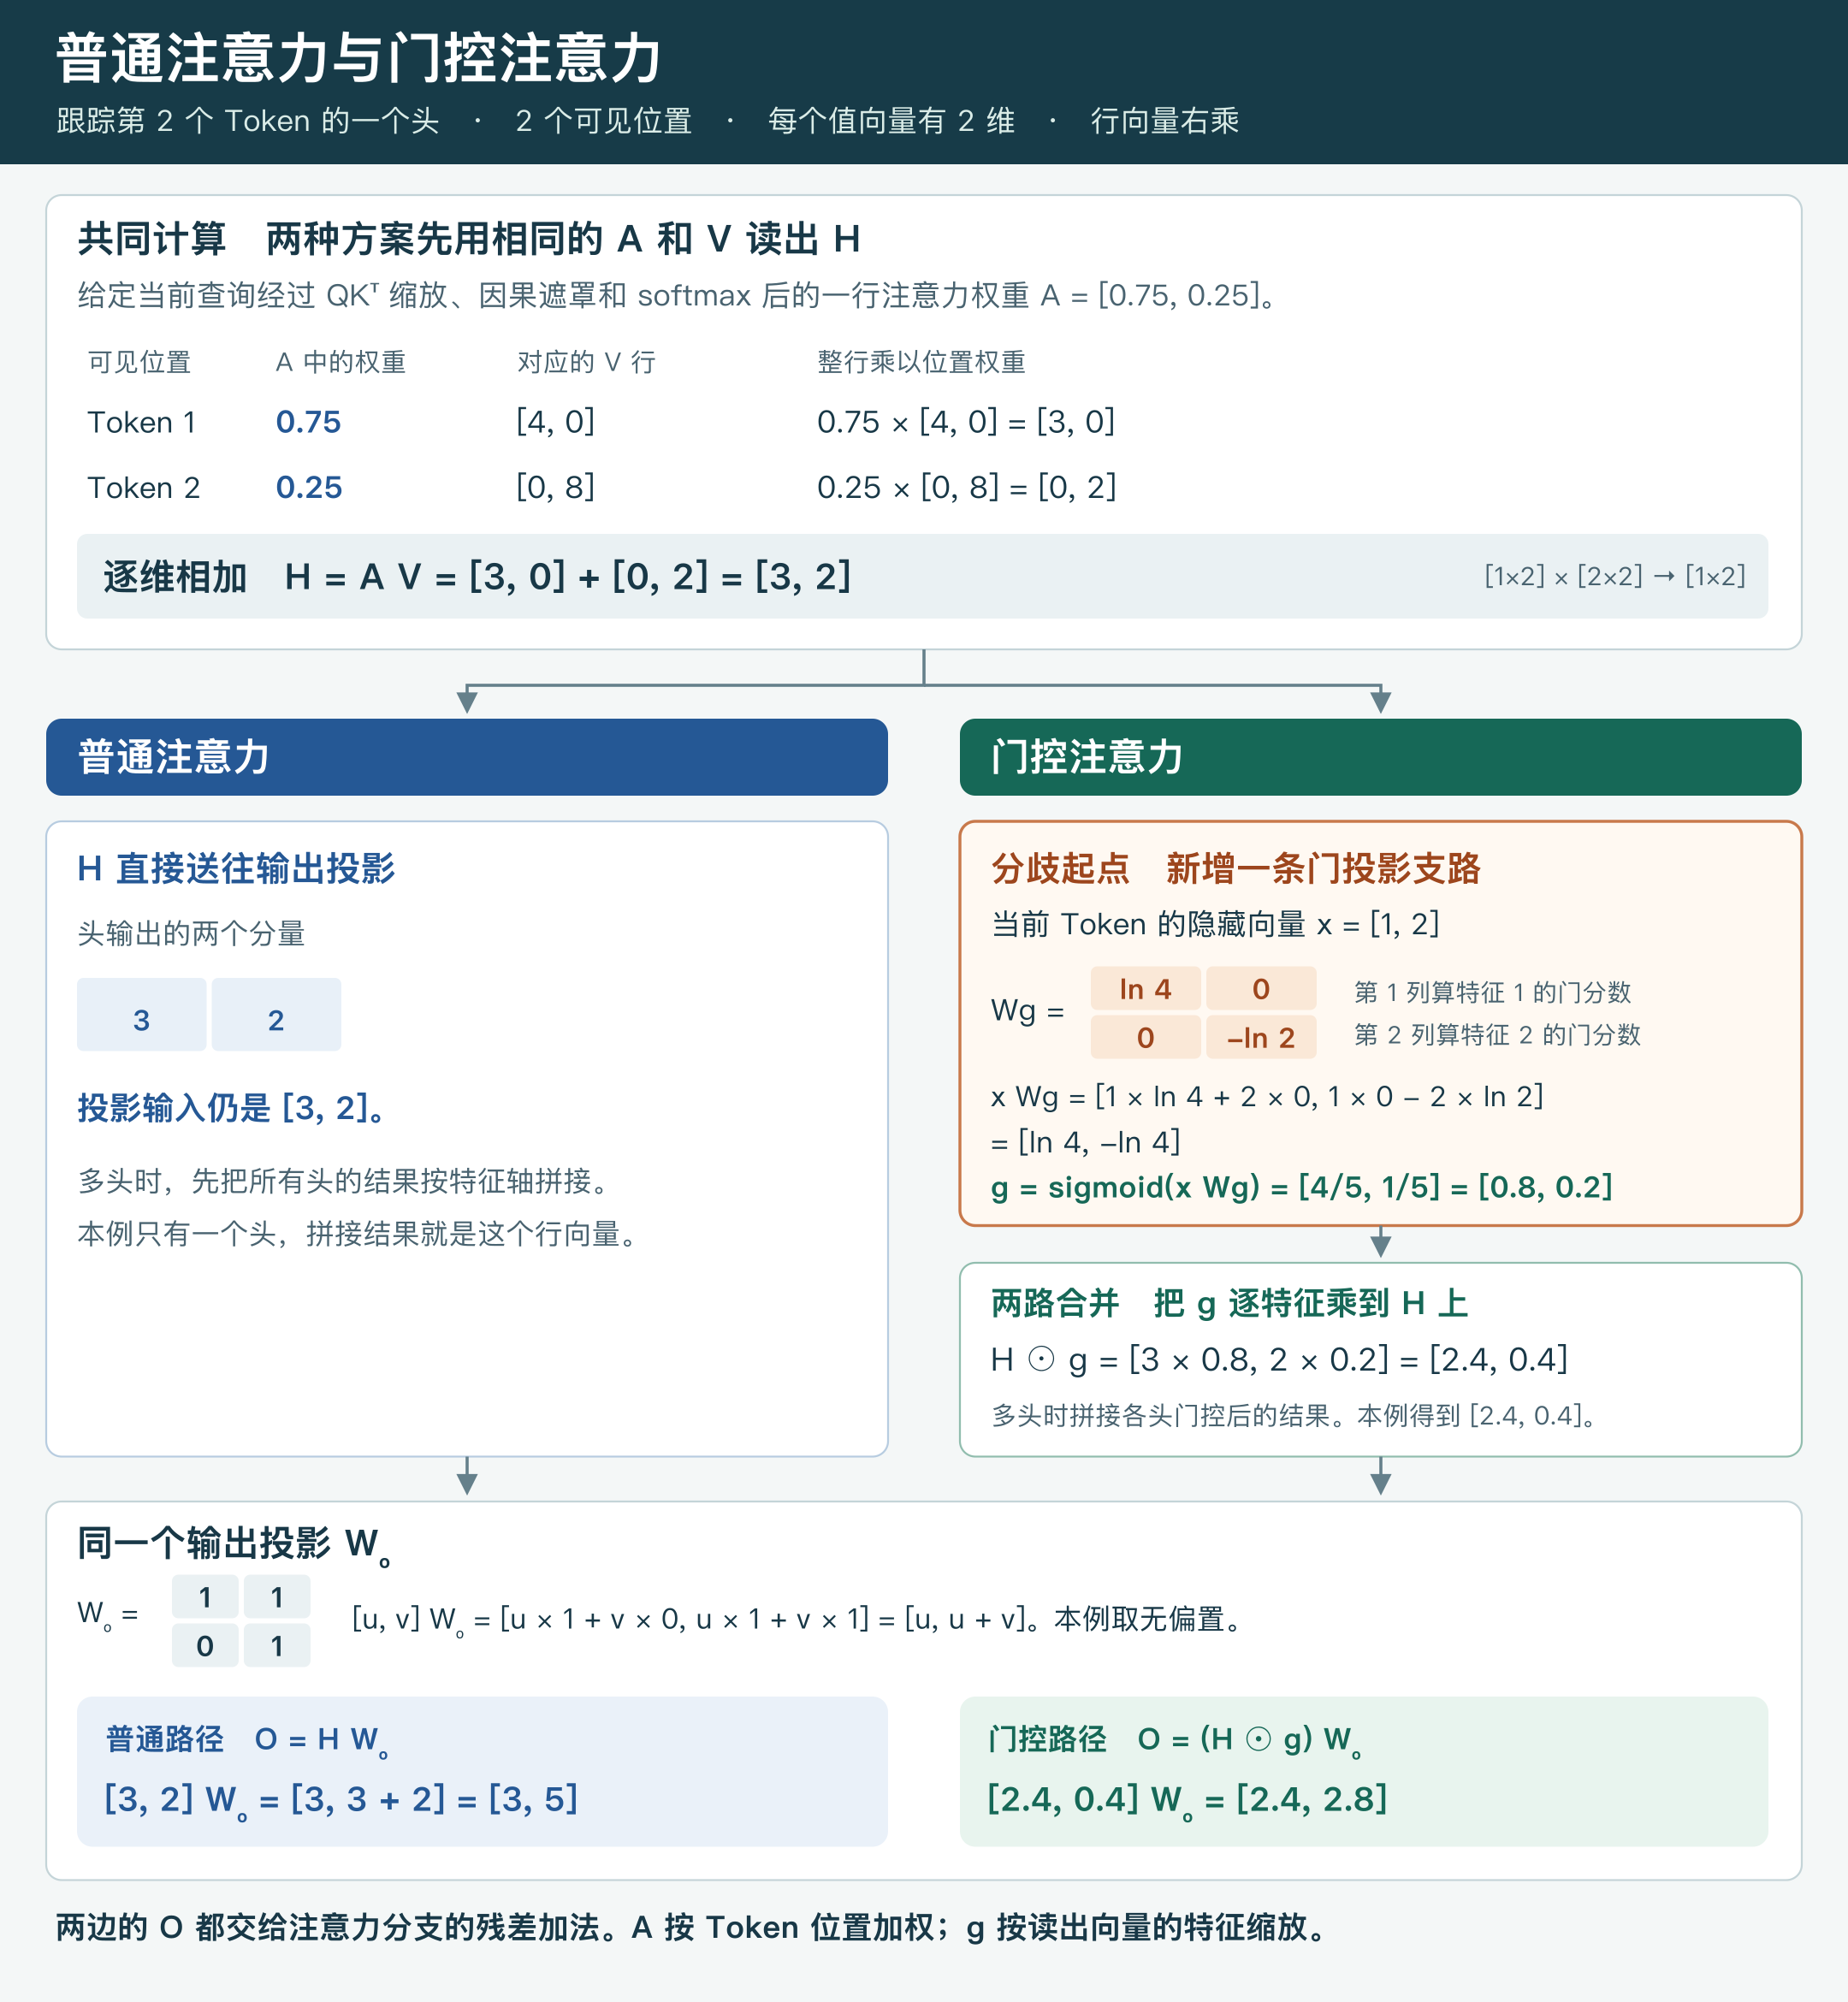 普通注意力与门控注意力
跟踪第 2 个 Token 的一个头 · 2 个可见位置 · 每个值向量有 2 维 · 行向量右乘
共同计算 两种方案先用相同的 A 和 V 读出 H
给定当前查询经过 QKᵀ 缩放、因果遮罩和 softmax 后的一行注意力权重 A = [0.75, 0.25]。
可见位置 A 中的权重 对应的 V 行 整行乘以位置权重
Token 1 0.75 [4, 0] 0.75 × [4, 0] = [3, 0]
Token 2 0.25 [0, 8] 0.25 × [0, 8] = [0, 2]
逐维相加 H = A V = [3, 0] + [0, 2] = [3, 2] [1×2] × [2×2] → [1×2]
普通注意力
H 直接送往输出投影
头输出的两个分量
3 2
投影输入仍是 [3, 2]。
多头时，先把所有头的结果按特征轴拼接。
本例只有一个头，拼接结果就是这个行向量。
门控注意力
分歧起点 新增一条门投影支路
当前 Token 的隐藏向量 x = [1, 2]
Wg =
ln 4 0
0 −ln 2
第 1 列算特征 1 的门分数
第 2 列算特征 2 的门分数
x Wg = [1 × ln 4 + 2 × 0, 1 × 0 − 2 × ln 2]
= [ln 4, −ln 4]
g = sigmoid(x Wg) = [4/5, 1/5] = [0.8, 0.2]
两路合并 把 g 逐特征乘到 H 上
H ⊙ g = [3 × 0.8, 2 × 0.2] = [2.4, 0.4]
多头时拼接各头门控后的结果。本例得到 [2.4, 0.4]。
同一个输出投影 Wₒ
Wₒ =
1 1
0 1
[u, v] Wₒ = [u × 1 + v × 0, u × 1 + v × 1] = [u, u + v]。本例取无偏置。
普通路径 O = H Wₒ
[3, 2] Wₒ = [3, 3 + 2] = [3, 5]
门控路径 O = (H ⊙ g) Wₒ
[2.4, 0.4] Wₒ = [2.4, 2.8]
两边的 O 都交给注意力分支的残差加法。A 按 Token 位置加权；g 按读出向量的特征缩放。